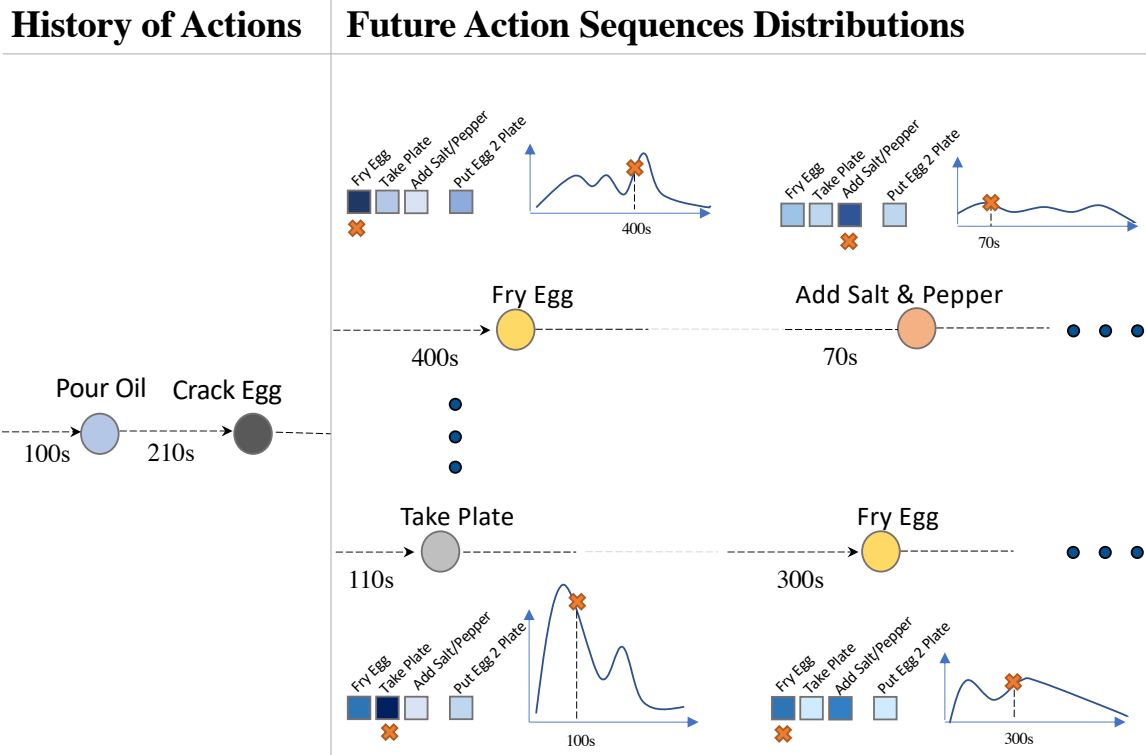 History of Actions
Future Action Sequences Distributions
Fry Egg
Take Plate
Add Salt/Pepper
Put Egg 2 Plate
400s
Fry Egg
Take Plate
Add Salt/Pepper
Put Egg 2 Plate
70s
Fry Egg
Add Salt & Pepper
400s
70s
Pour Oil
Crack Egg
100s
210s
Take Plate
Fry Egg
110s
300s
Fry Egg
Take Plate
Add Salt/Pepper
Put Egg 2 Plate
100s
Fry Egg
Take Plate
Add Salt/Pepper
Put Egg 2 Plate
300s